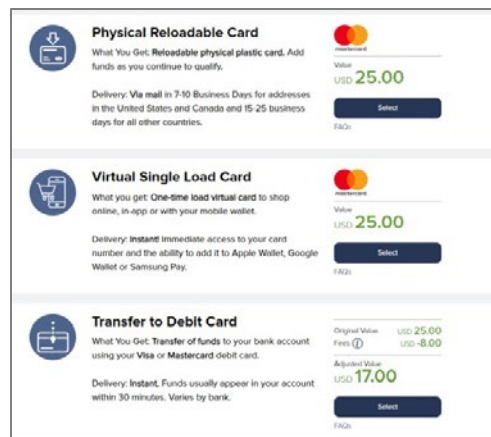 Physical Reloadable Card
What You Get: Reloadable physical plastic card. Add
funds as you continue to qualify.
Delivery: Via mail in 7-10 Business Days for addresses
in the United States and Canada and 15-25 business
days for all other countries.
mastercard
Value
USD 25.00
Select
FAQs
Virtual Single Load Card
What you get: One-time load virtual card to shop
online, in-app or with your mobile wallet.
Delivery: Instant! Immediate access to your card
number and the ability to add it to Apple Wallet, Google
Wallet or Samsung Pay.
mastercard
Value
USD 25.00
Select
FAQs
Transfer to Debit Card
What You Get: Transfer of funds to your bank account
using your Visa or Mastercard debit card.
Delivery: Instant. Funds usually appear in your account
within 30 minutes. Varies by bank.
Original Value USD 25.00
Fees i USD -8.00
Adjusted Value
USD 17.00
Select
FAQs